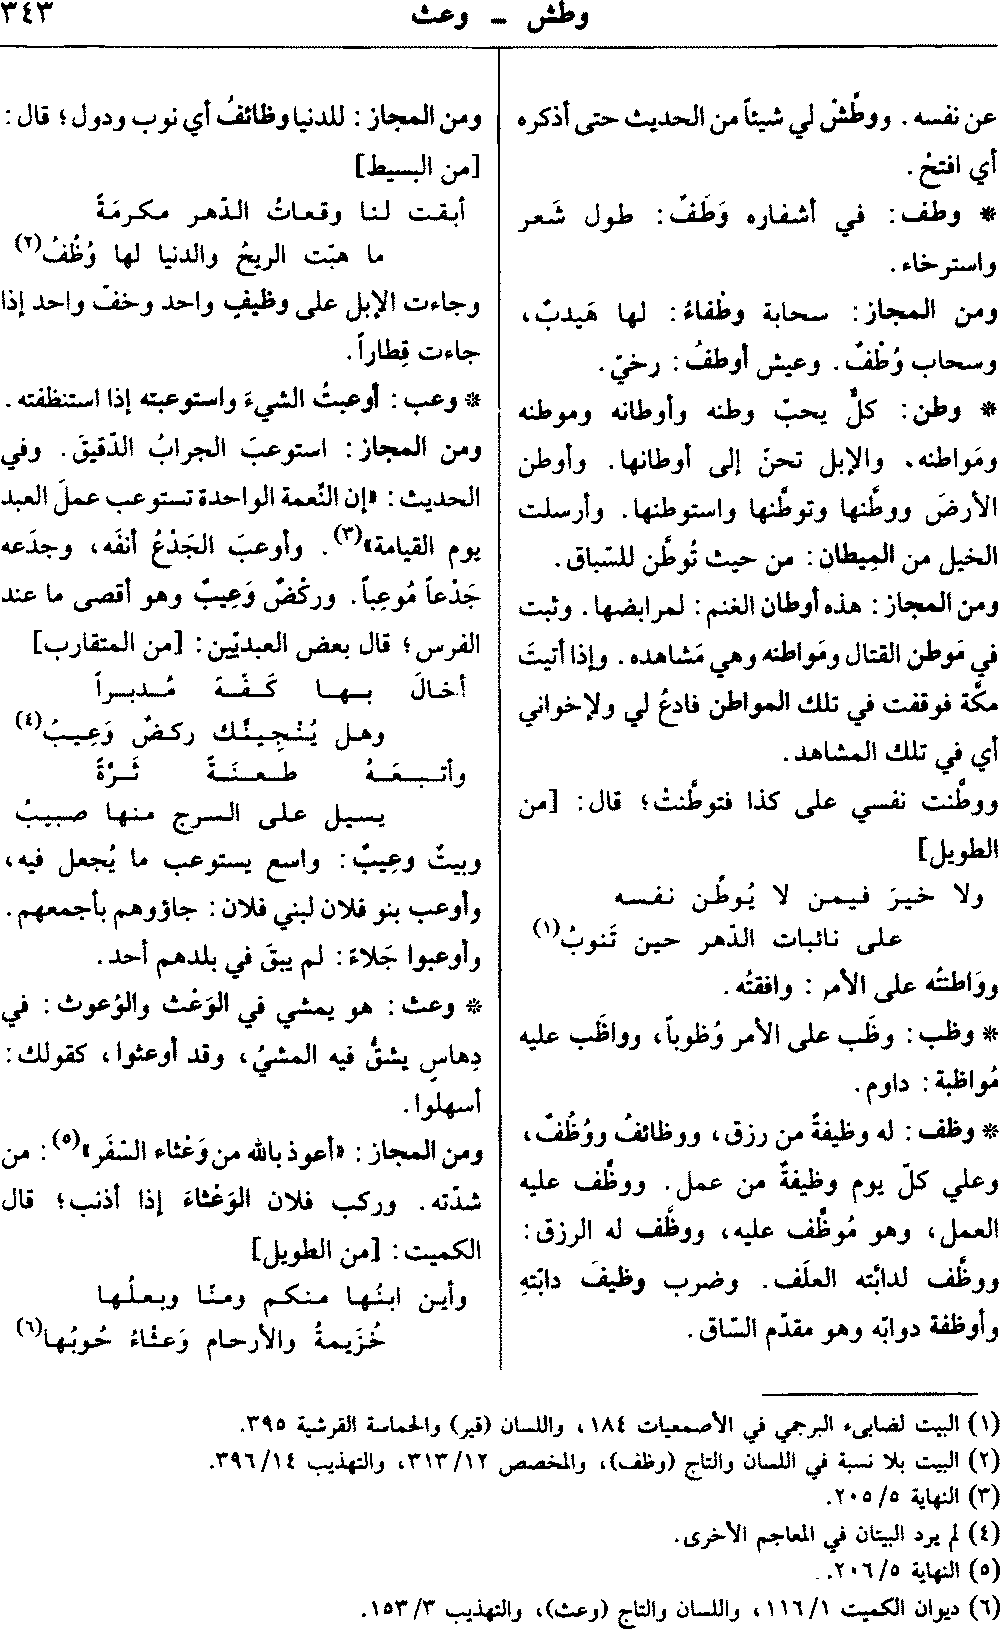 وطش - وعث
٣٤٣
عن نفسه. ووطِّشْ لي شيئاً من الحديث حتى أذكره
أي افتحْ.
* وطف: في أشفاره وَطَفٌ: طول شَعر
واسترخاء.
ومن المجاز: سحابة وطْفاءُ: لها هَيدبٌ،
وسحاب وُطْفٌ. وعيش أوطفُ: رخيّ.
* وطن: كلٌّ يحبّ وطنه وأوطانه وموطنه
ومَواطنه. والإبل تحنّ إلى أوطانها. وأوطن
الأرضَ ووطَّنها وتوطَّنها واستوطنها. وأرسلت
الخيل من المِيطان: من حيث تُوطَّن للسّباق.
ومن المجاز: هذه أوطان الغنم: لمرابضها. وثبت
في مَوطن القتال ومَواطنه وهي مَشاهده. وإذا أتيتَ
مكَّة فوقفت في تلك المواطن فادعُ لي ولإخواني
أي في تلك المشاهد.
ووطَّنت نفسي على كذا فتوطَّنتْ؛ قال: [من
الطويل]
ولا خيرَ فيمن لا يُوطِّن نفسه
على نائبات الدّهر حين تَنوبُ(١)
ووَاطنتُه على الأمر: وافقتُه.
* وظب: وظَب على الأمر وُظوباً، وواظَب عليه
مُواظبة: داوم.
* وظف: له وظيفةٌ من رزق، ووظائفُ ووُظُفٌ،
وعلي كلّ يوم وظيفةٌ من عمل. ووظَّف عليه
العمل، وهو مُوظَّف عليه، ووظَّف له الرزق:
ووظَّف لدابّته العلَف. وضرب وظيفَ دابّتهِ
وأوظفة دوابّه وهو مقدّم السّاق.
ومن المجاز: للدنيا وظائفُ أي نوب ودول؛ قال:
[من البسيط]
أبقت لنا وقعاتُ الدّهر مكرمَةً
ما هبّت الريحُ والدنيا لها وُظُفُ(٢)
وجاءت الإبل على وظيفٍ واحد وخفّ واحد إذا
جاءت قِطاراً.
* وعب: أوعبتُ الشيءَ واستوعبته إذا استنظفته.
ومن المجاز: استوعبَ الجرابُ الدّقيقَ. وفي
الحديث: «إن النِّعمة الواحدة تستوعب عملَ العبد
يوم القيامة»(٣). وأوعبَ الجَدْعُ أنفَه، وجدَعه
جَدْعاً مُوعِباً. وركْضٌ وَعِيبٌ وهو أقصى ما عند
الفرس؛ قال بعض العبديّين: [من المتقارب]
أخالَ بها كَفّةَ مُدبراً
وهل يُنْجِينَّك ركضٌ وَعِيبُ(٤)
وأتبعَهُ طعنَةً ثَرَّةً
يسيل على السرج منها صبيبُ
وبيتٌ وعِيبٌ: واسع يستوعب ما يُجعل فيه،
وأوعب بنو فلان لبني فلان: جاؤوهم بأجمعهم.
وأوعبوا جَلاءً: لم يبقَ في بلدهم أحد.
* وعث: هو يمشي في الوَعْث والوُعوث: في
دِهاسٍ يشقُّ فيه المشيُ، وقد أوعثوا، كقولك:
أسهلوا.
ومن المجاز: «أعوذ بالله من وَعْثاء السّفَر»(٥): من
شدّته. وركب فلان الوَعْثاءَ إذا أذنب؛ قال
الكميت: [من الطويل]
وأين ابنُها منكم ومنّا وبعلُها
خُزَيمةُ والأرحام وَعثاءُ حُوبُها(٦)
(١) البيت لضابىء البرجمي في الأصمعيات ١٨٤، واللسان (قير) والحماسة القرشية ٣٩٥.
(٢) البيت بلا نسبة في اللسان والتاج (وظف)، والمخصص ٣١٣/١٢، والتهذيب ٣٩٦/١٤.
(٣) النهاية ٢٠٥/٥.
(٤) لم يرد البيتان في المعاجم الأخرى.
(٥) النهاية ٢٠٦/٥.
(٦) ديوان الكميت ١١٦/١، واللسان والتاج (وعث)، والتهذيب ١٥٣/٣.